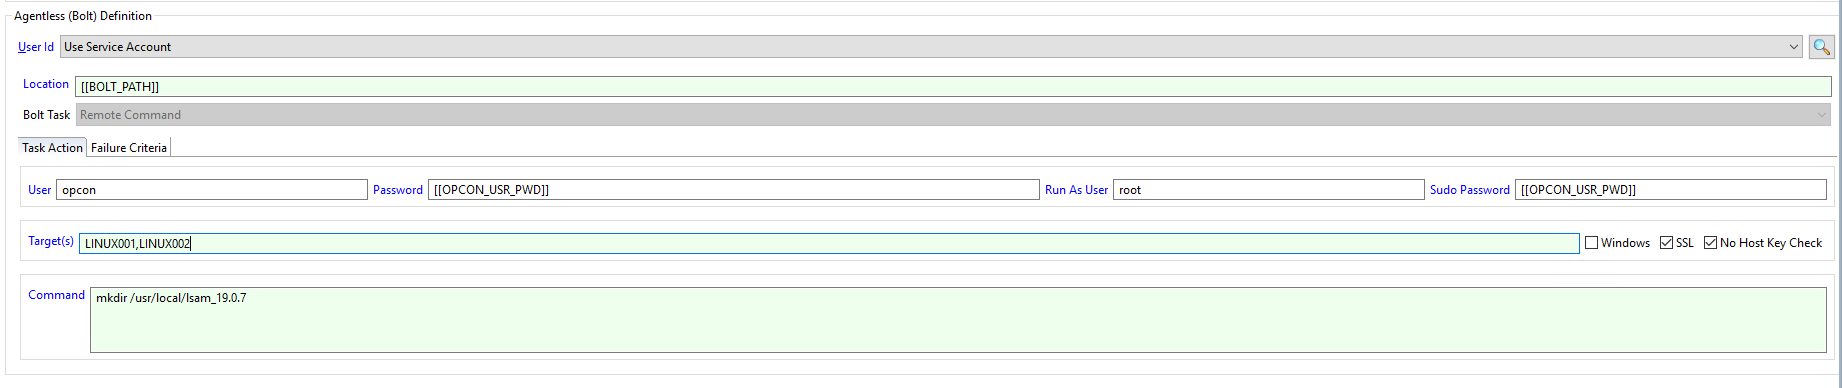 Agentless (Bolt) Definition
User Id Use Service Account
Location [[BOLT_PATH]]
Bolt Task Remote Command
Task Action Failure Criteria
User opcon Password [[OPCON_USR_PWD]] Run As User root Sudo Password [[OPCON_USR_PWD]]
Target(s) LINUX001,LINUX002 Windows SSL No Host Key Check
Command mkdir /usr/local/lsam_19.0.7